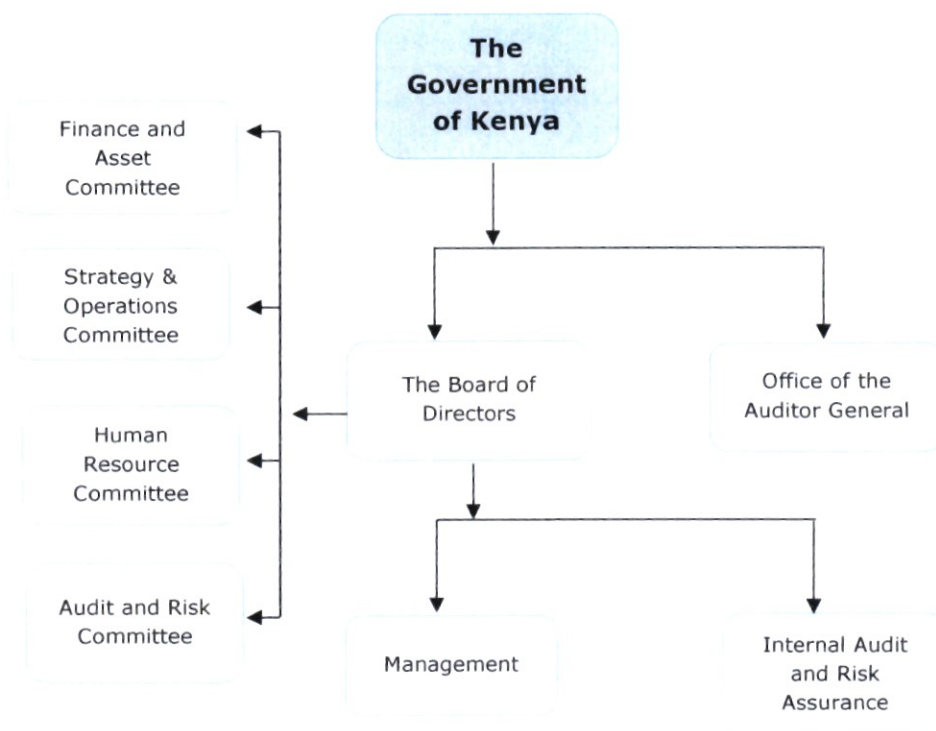 The
Government
of Kenya
Finance and
Asset
Committee
Strategy &
Operations
Committee
Human
Resource
Committee
Audit and Risk
Committee
The Board of
Directors
Office of the
Auditor General
Management
Internal Audit
and Risk
Assurance